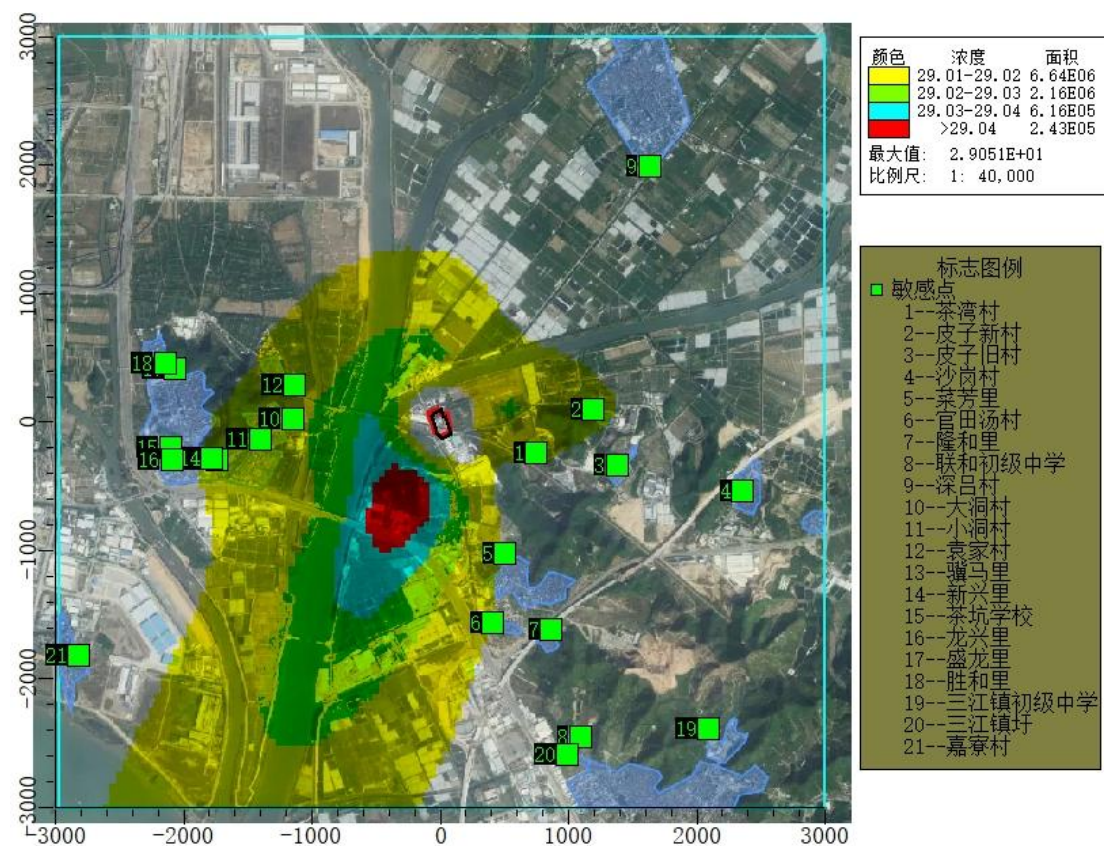 颜色 浓度 面积
29.01-29.02 6.64E06
29.02-29.03 2.16E06
29.03-29.04 6.16E05
>29.04 2.43E05
最大值: 2.9051E+01
比例尺: 1: 40,000
标志图例
敏感点
1--茶湾村
2--皮子新村
3--皮子旧村
4--沙岗村
5--菜芳里
6--官田汤村
7--隆和里
8--联和初级中学
9--深吕村
10--大洞村
11--小洞村
12--袁家村
13--骥马里
14--新兴里
15--茶坑学校
16--龙兴里
17--盛龙里
18--胜和里
19--三江镇初级中学
20--三江镇圩
21--嘉寮村
3000
2000
1000
0
-1000
-2000
-3000
-3000 -2000 -1000 0 1000 2000 3000
9
18
12
2
10
11
1
15
16
14
3
4
5
6
7
21
19
8
20